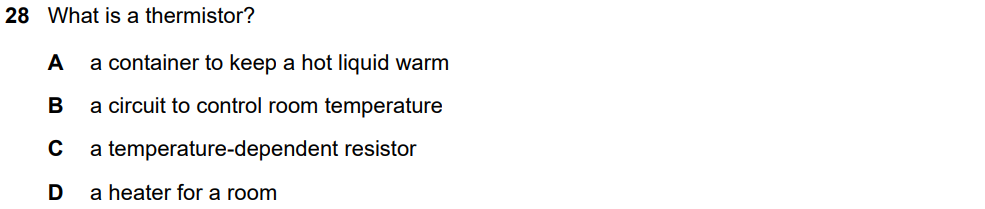 28 What is a thermistor?
A a container to keep a hot liquid warm
B a circuit to control room temperature
C a temperature-dependent resistor
D a heater for a room